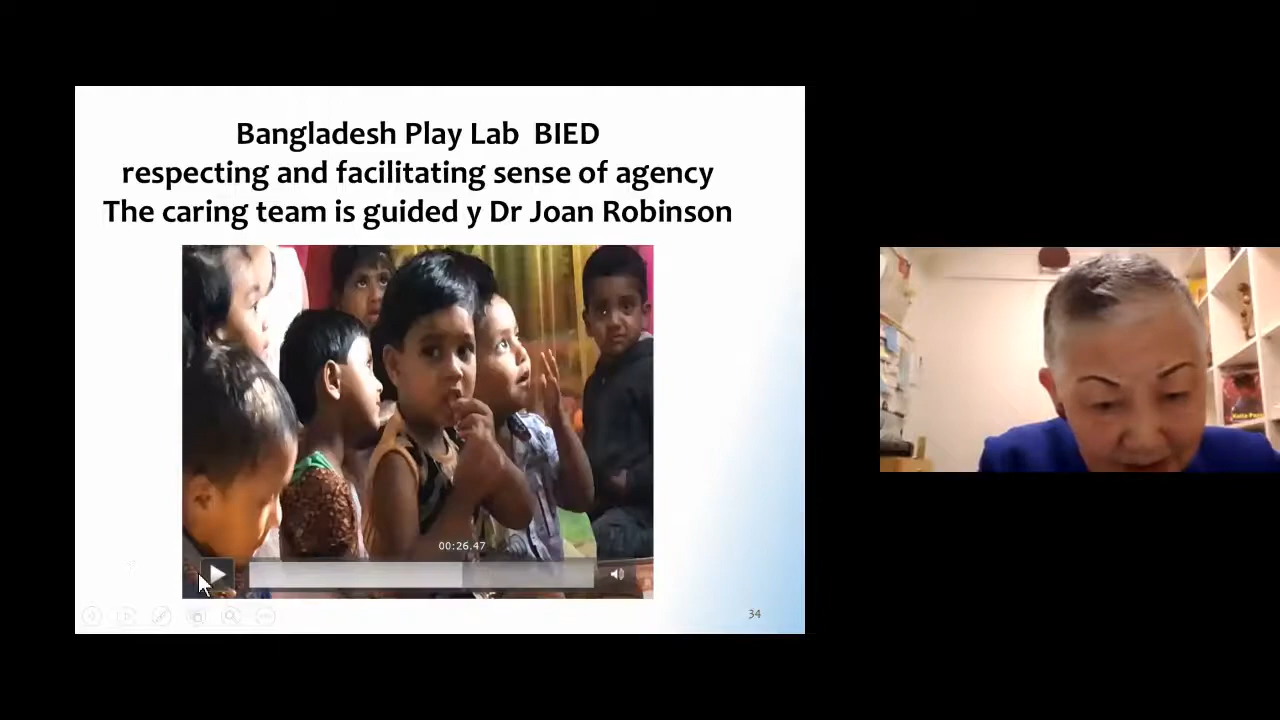 Bangladesh Play Lab BIED
respecting and facilitating sense of agency
The caring team is guided y Dr Joan Robinson
00:26.47
34